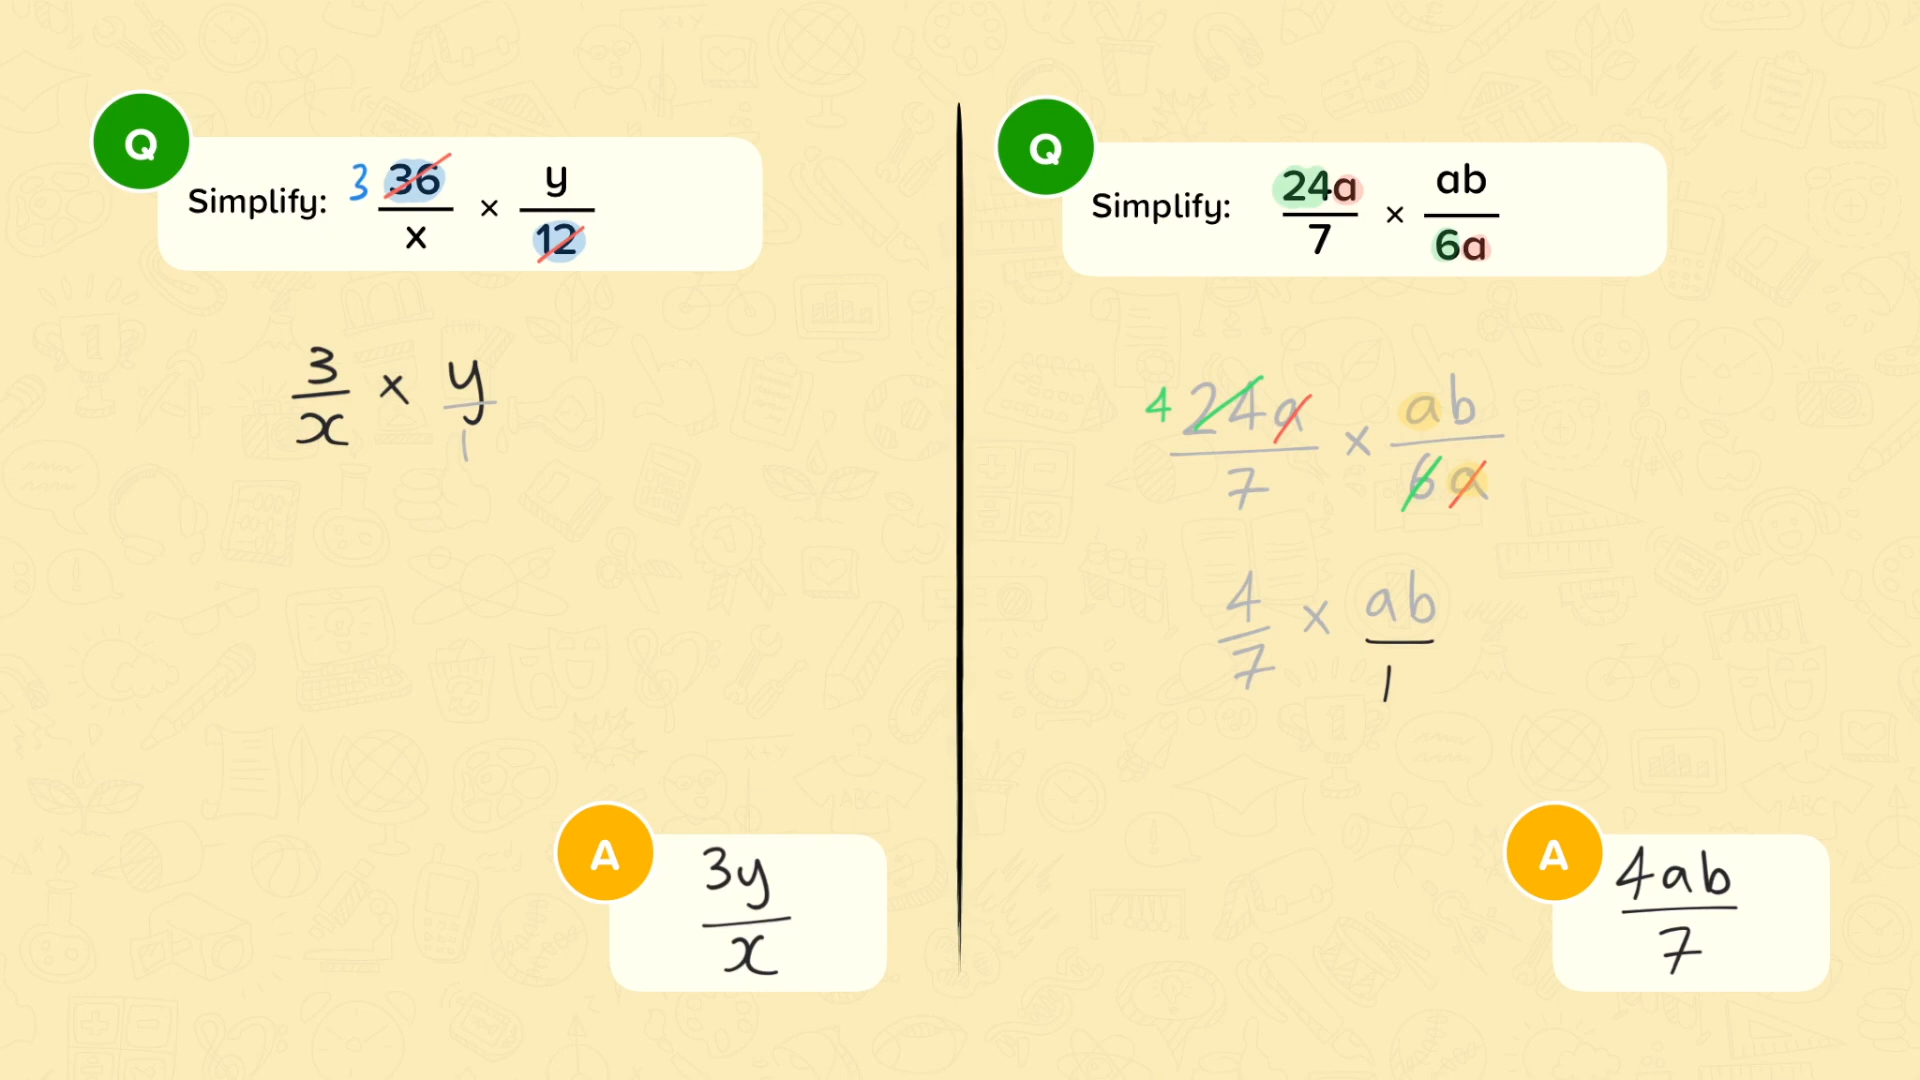 Q
Simplify: 3 36/x × y/12
3/x × y/1
A
3y/x
Q
Simplify: 24a/7 × ab/6a
4 24a/7 × ab/6a
4/7 × ab/1
A
4ab/7